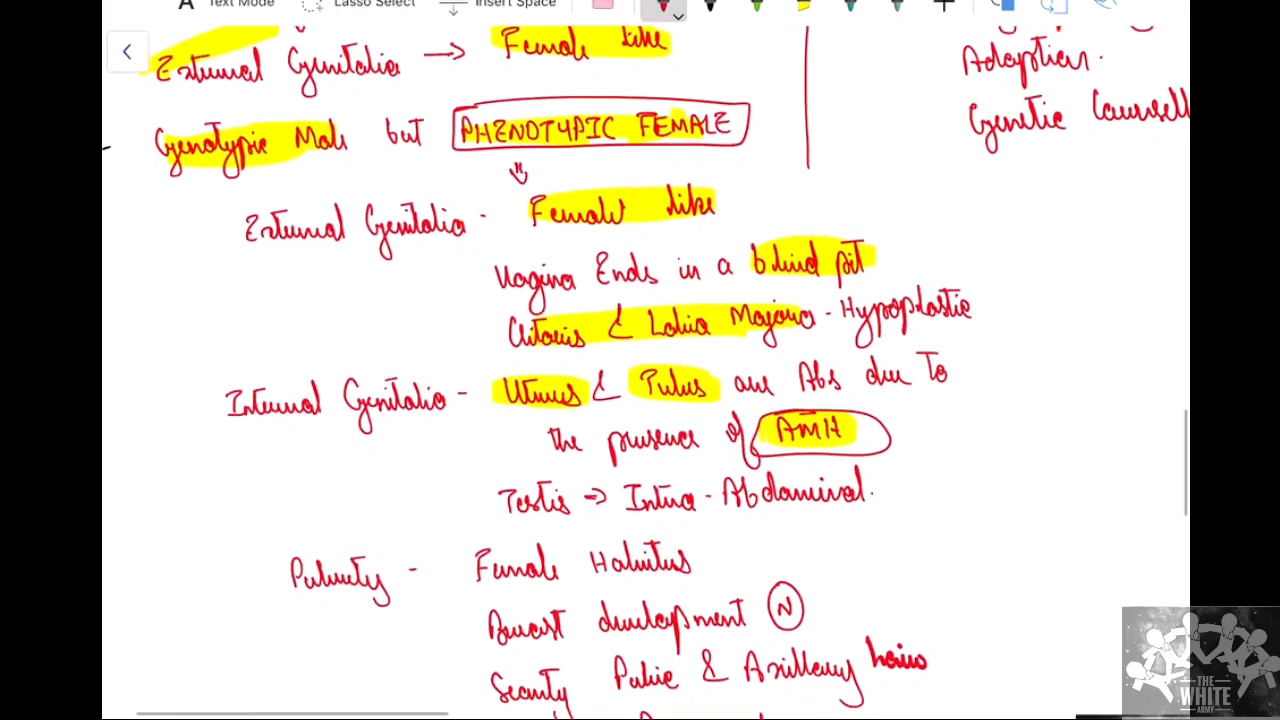 Text Mode Lasso Select Insert Space
External Genitalia → Female like
Adoption.
Genetic Counsell
Genotypic Male but PHENOTYPIC FEMALE
External Genitalia - Female like
Vagina Ends in a blind pit
Clitoris & Labia Majora - Hypoplastic
Internal Genitalia - Uterus & Tubes are Abs due to
the presence of AMH
Testis => Intra-Abdominal.
Puberty - Female Habitus
Breast development N
Scanty Pubic & Axillary hairs
THE
WHITE
ARMY